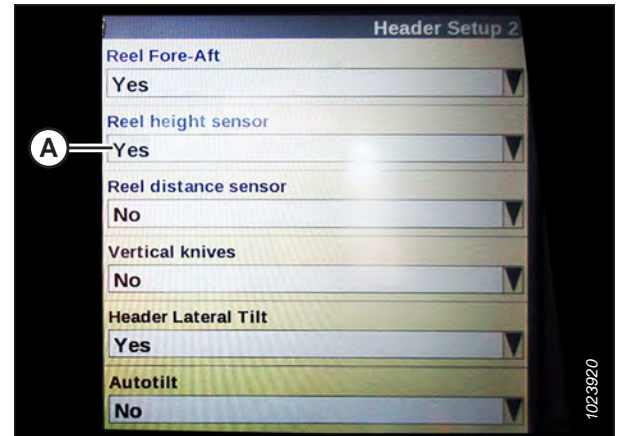 Header Setup 2
Reel Fore-Aft
Yes
Reel height sensor
A
Yes
Reel distance sensor
No
Vertical knives
No
Header Lateral Tilt
Yes
Autotilt
No
1023920